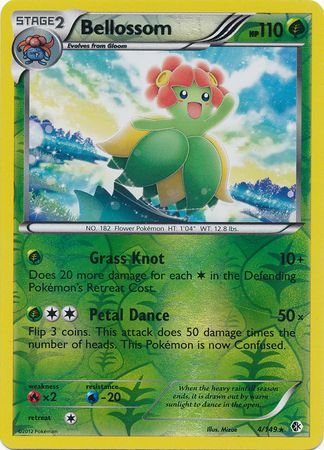 STAGE2
Bellossom
HP110
Evolves from Gloom
NO. 182 Flower Pokémon HT: 1'04" WT: 12.8 lbs.
Grass Knot 10+
Does 20 more damage for each in the Defending
Pokémon's Retreat Cost.
Petal Dance 50×
Flip 3 coins. This attack does 50 damage times the
number of heads. This Pokémon is now Confused.
weakness resistance
×2 -20
retreat
When the heavy rainfall season
ends, it is drawn out by warm
sunlight to dance in the open.
Illus. Mizue 4/149★
©2012 Pokémon